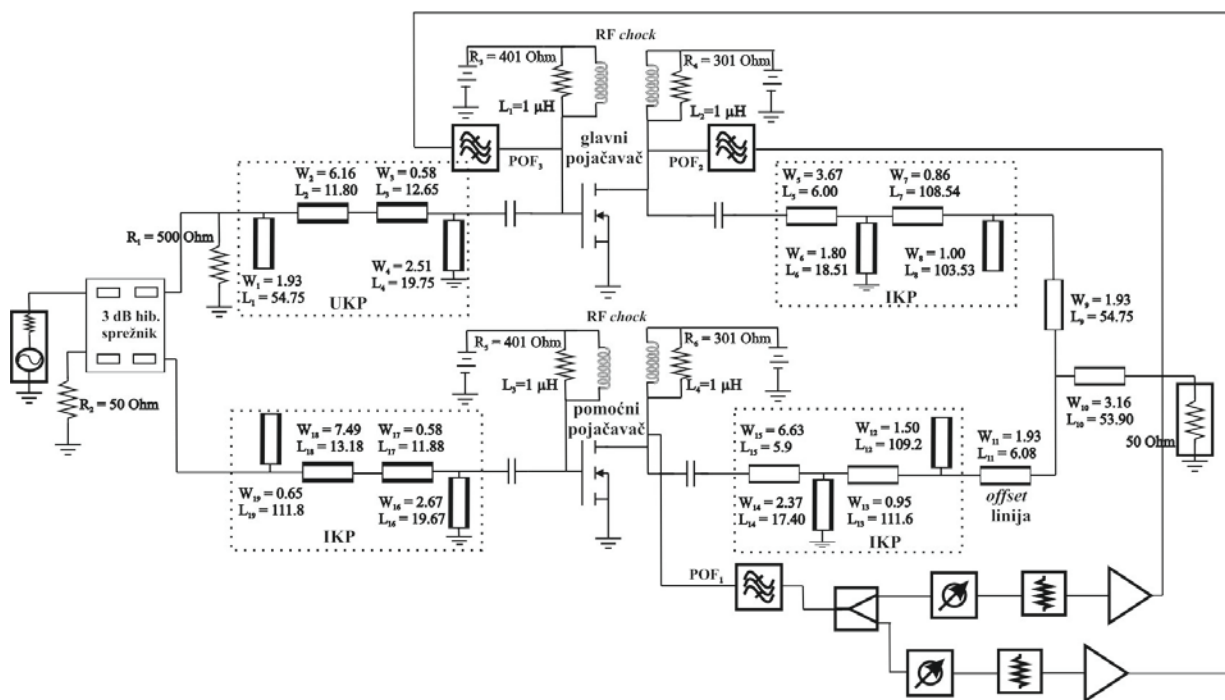 RF chock
R₃ = 401 Ohm
R₄ = 301 Ohm
L₁=1 µH
L₂=1 µH
glavni
pojačavač
POF₃
POF₂
W₂ = 6.16
L₂ = 11.80
W₃ = 0.58
L₃ = 12.65
W₅ = 3.67
L₅ = 6.00
W₇ = 0.86
L₇ = 108.54
R₁ = 500 Ohm
W₁ = 1.93
L₁ = 54.75
W₄ = 2.51
L₄ = 19.75
UKP
W₆ = 1.80
L₆ = 18.51
W₈ = 1.00
L₈ = 103.53
IKP
3 dB hib.
sprežnik
W₉ = 1.93
L₉ = 54.75
RF chock
R₅ = 401 Ohm
R₆ = 301 Ohm
L₃=1 µH
L₄=1 µH
R₂ = 50 Ohm
pomoćni
pojačavač
W₁₀ = 3.16
L₁₀ = 53.90
50 Ohm
W₁₈ = 7.49
L₁₈ = 13.18
W₁₇ = 0.58
L₁₇ = 11.88
W₁₅ = 6.63
L₁₅ = 5.9
W₁₂ = 1.50
L₁₂ = 109.2
W₁₁ = 1.93
L₁₁ = 6.08
W₁₉ = 0.65
L₁₉ = 111.8
W₁₆ = 2.67
L₁₆ = 19.67
IKP
W₁₄ = 2.37
L₁₄ = 17.40
W₁₃ = 0.95
L₁₃ = 111.6
IKP
offset
linija
POF₁